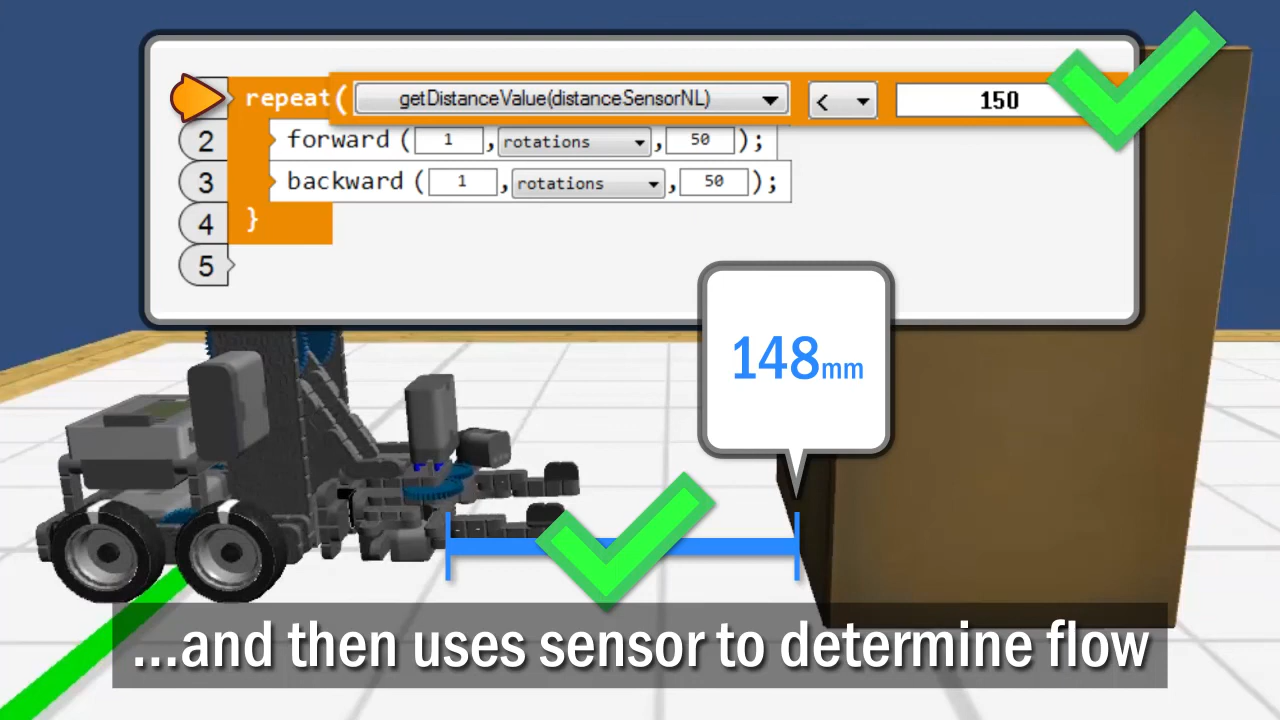 repeat( getDistanceValue(distanceSensorNL) < 150
2 forward ( 1 , rotations , 50 );
3 backward ( 1 , rotations , 50 );
4 }
5
148mm
...and then uses sensor to determine flow